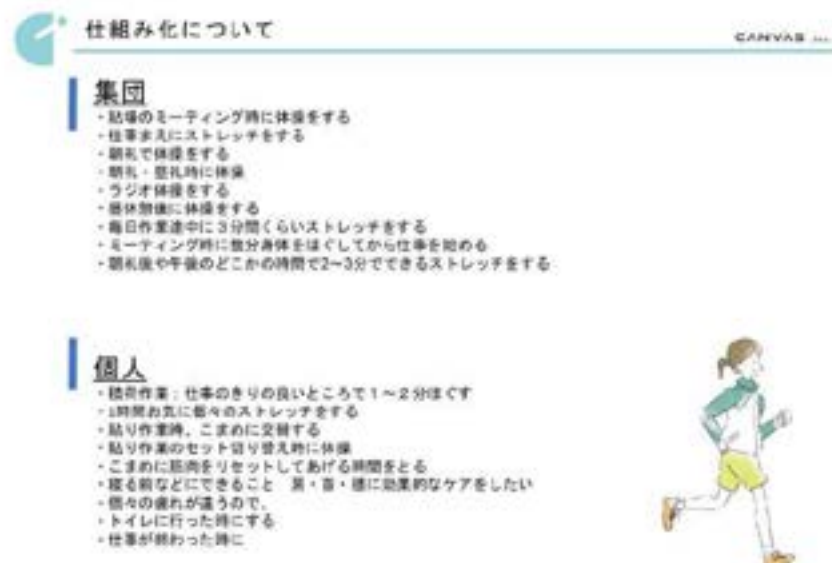 仕組み化について
CANVAS
集団
・職場のミーティング時に体操をする
・仕事まえにストレッチをする
・朝礼で体操をする
・朝礼・昼礼時に体操
・ラジオ体操をする
・昼休憩後に体操をする
・毎日作業途中に3分間くらいストレッチをする
・ミーティング時に数分身体をほぐしてから仕事を始める
・朝礼後や午後のどこかの時間で2〜3分でできるストレッチをする
個人
・積荷作業:仕事のきりの良いところで1〜2分ほぐす
・1時間お気に個々のストレッチをする
・貼り作業時、こまめに交替する
・貼り作業のセット切り替え時に体操
・こまめに筋肉をリセットしてあげる時間をとる
・寝る前などにできること 肩・首・腰に効果的なケアをしたい
・個々の疲れが違うので、
・トイレに行った時にする
・仕事が終わった時に